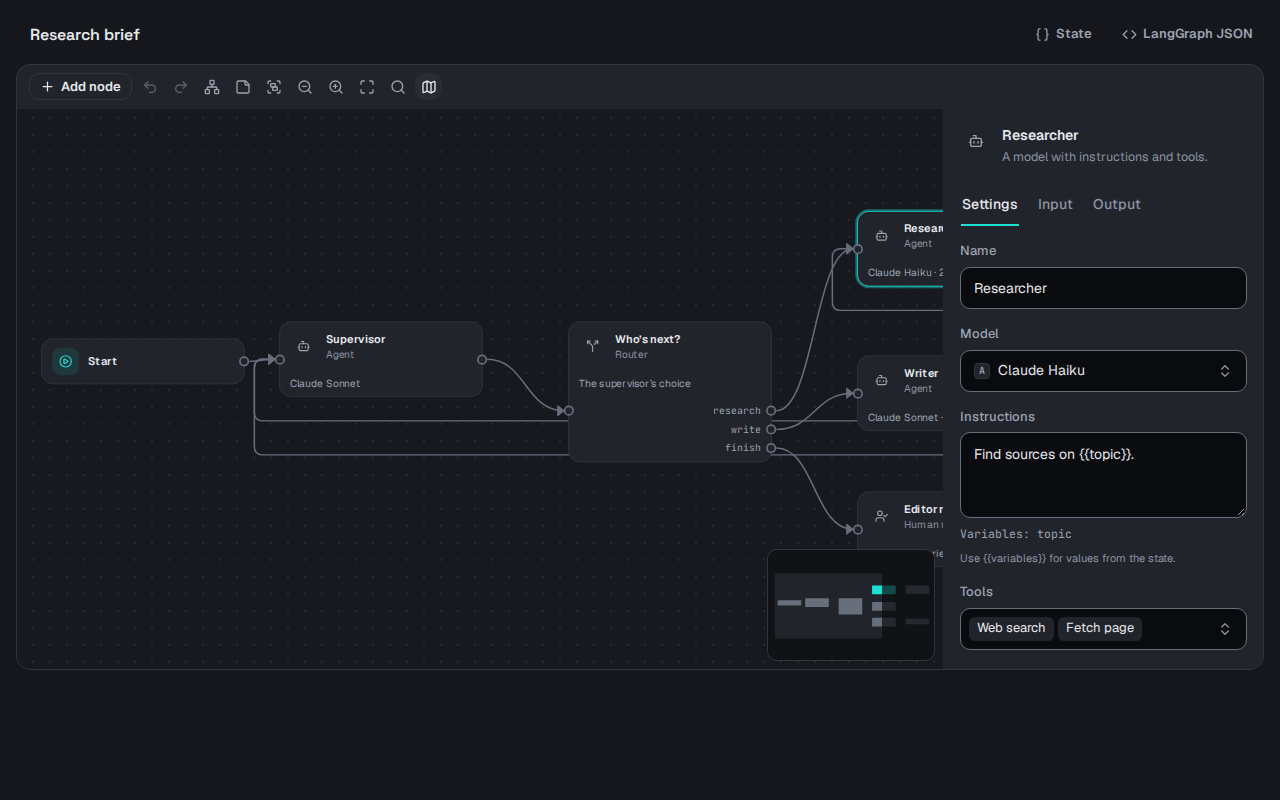 Research brief
State
LangGraph JSON
Add node
Start
Supervisor
Agent
Claude Sonnet
Who's next?
Router
The supervisor's choice
research
write
finish
Resear
Agent
Claude Haiku · 2
Writer
Agent
Claude Sonnet ·
Editor r
Human r
Researcher
A model with instructions and tools.
Settings
Input
Output
Name
Researcher
Model
A Claude Haiku
Instructions
Find sources on {{topic}}.
Variables: topic
Use {{variables}} for values from the state.
Tools
Web search
Fetch page